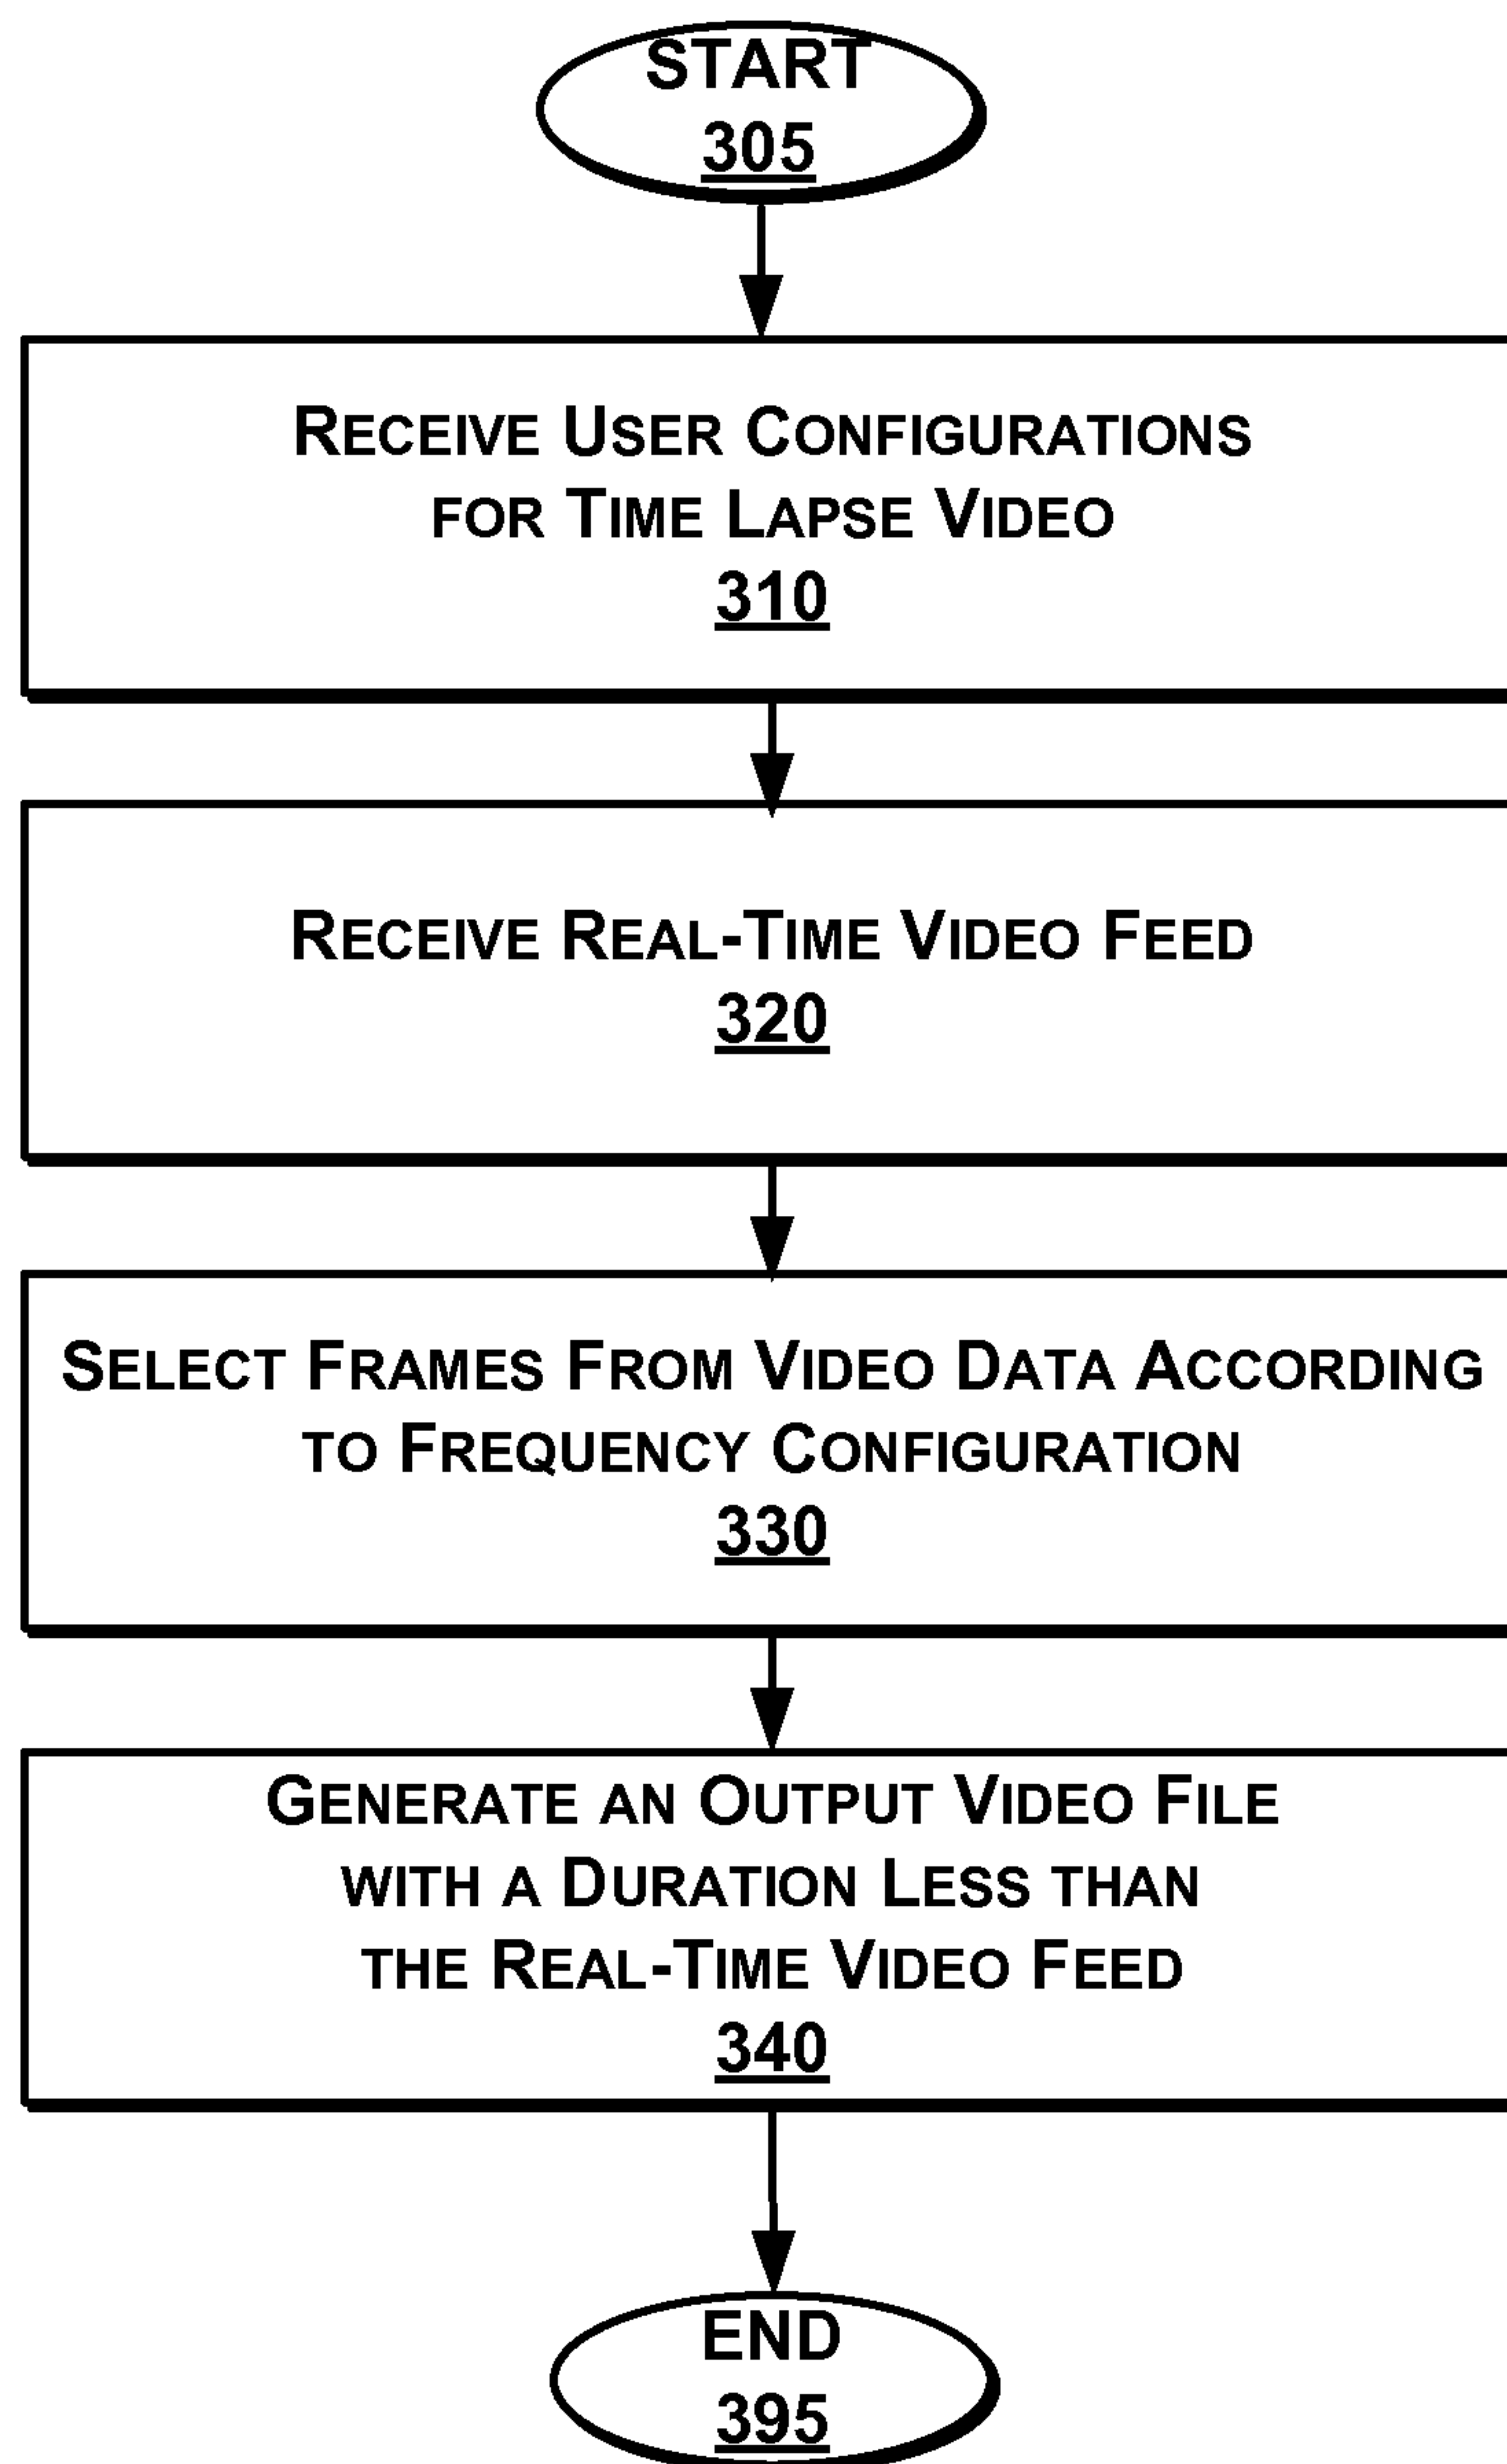 START
305
RECEIVE USER CONFIGURATIONS
FOR TIME LAPSE VIDEO
310
RECEIVE REAL-TIME VIDEO FEED
320
SELECT FRAMES FROM VIDEO DATA ACCORDING
TO FREQUENCY CONFIGURATION
330
GENERATE AN OUTPUT VIDEO FILE
WITH A DURATION LESS THAN
THE REAL-TIME VIDEO FEED
340
END
395